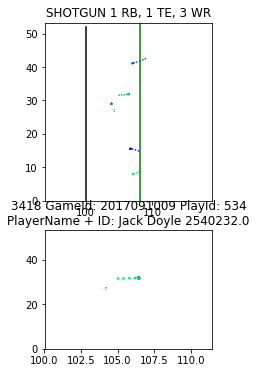 SHOTGUN 1 RB, 1 TE, 3 WR
50
40
30
20
10
0
100
110
3418 GameId: 2017091009 PlayId: 534
PlayerName + ID: Jack Doyle 2540232.0
40
20
0
100.0 102.5 105.0 107.5 110.0